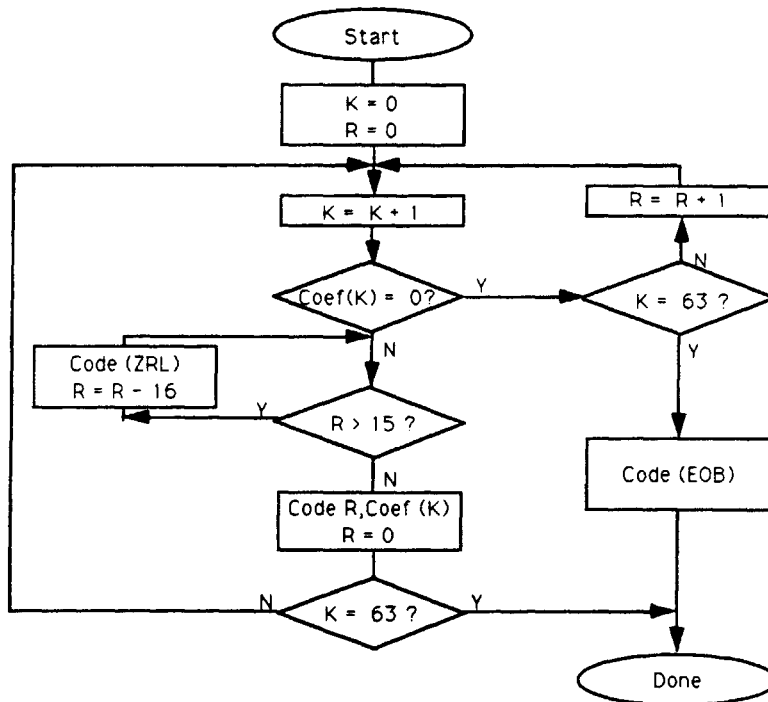 Start
K = 0
R = 0
K = K + 1
R = R + 1
Coef(K) = 0?
Y
N
K = 63 ?
N
Y
Code (ZRL)
R = R - 16
Y
R > 15 ?
N
Code (EOB)
Code R,Coef (K)
R = 0
N
K = 63 ?
Y
Done